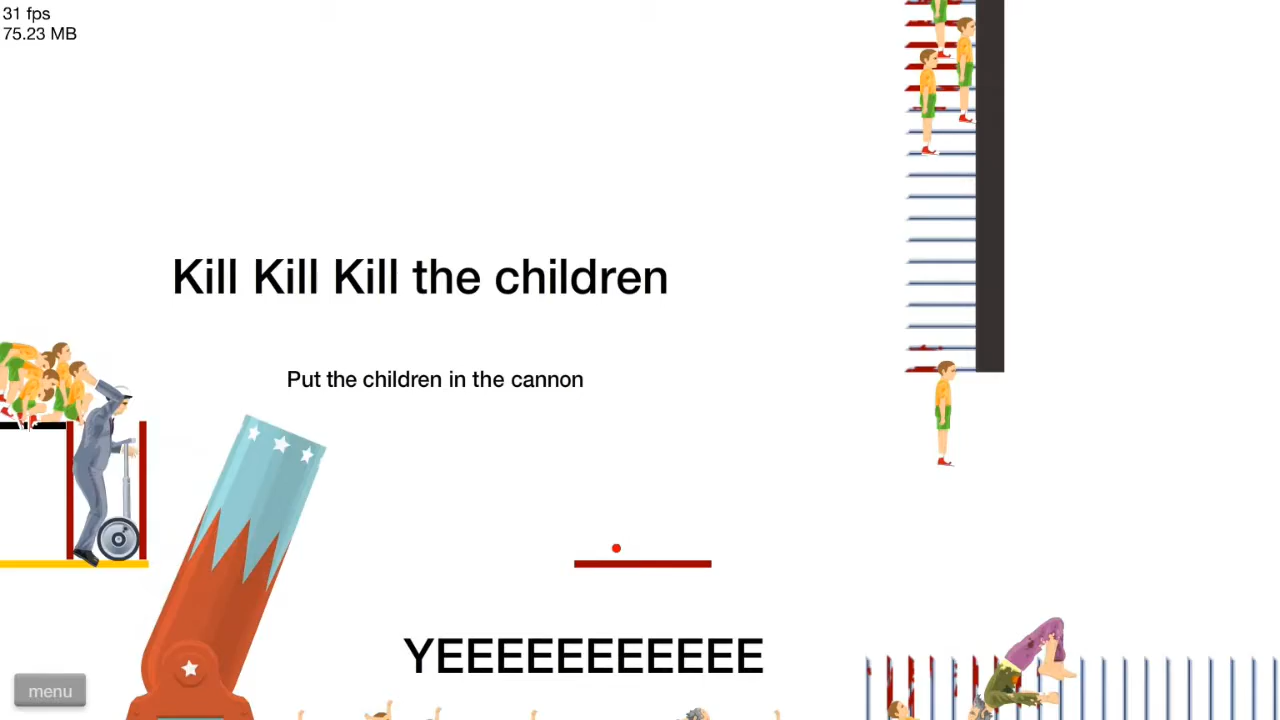 31 fps
75.23 MB
Kill Kill Kill the children
Put the children in the cannon
YEEEEEEEEEEE
menu